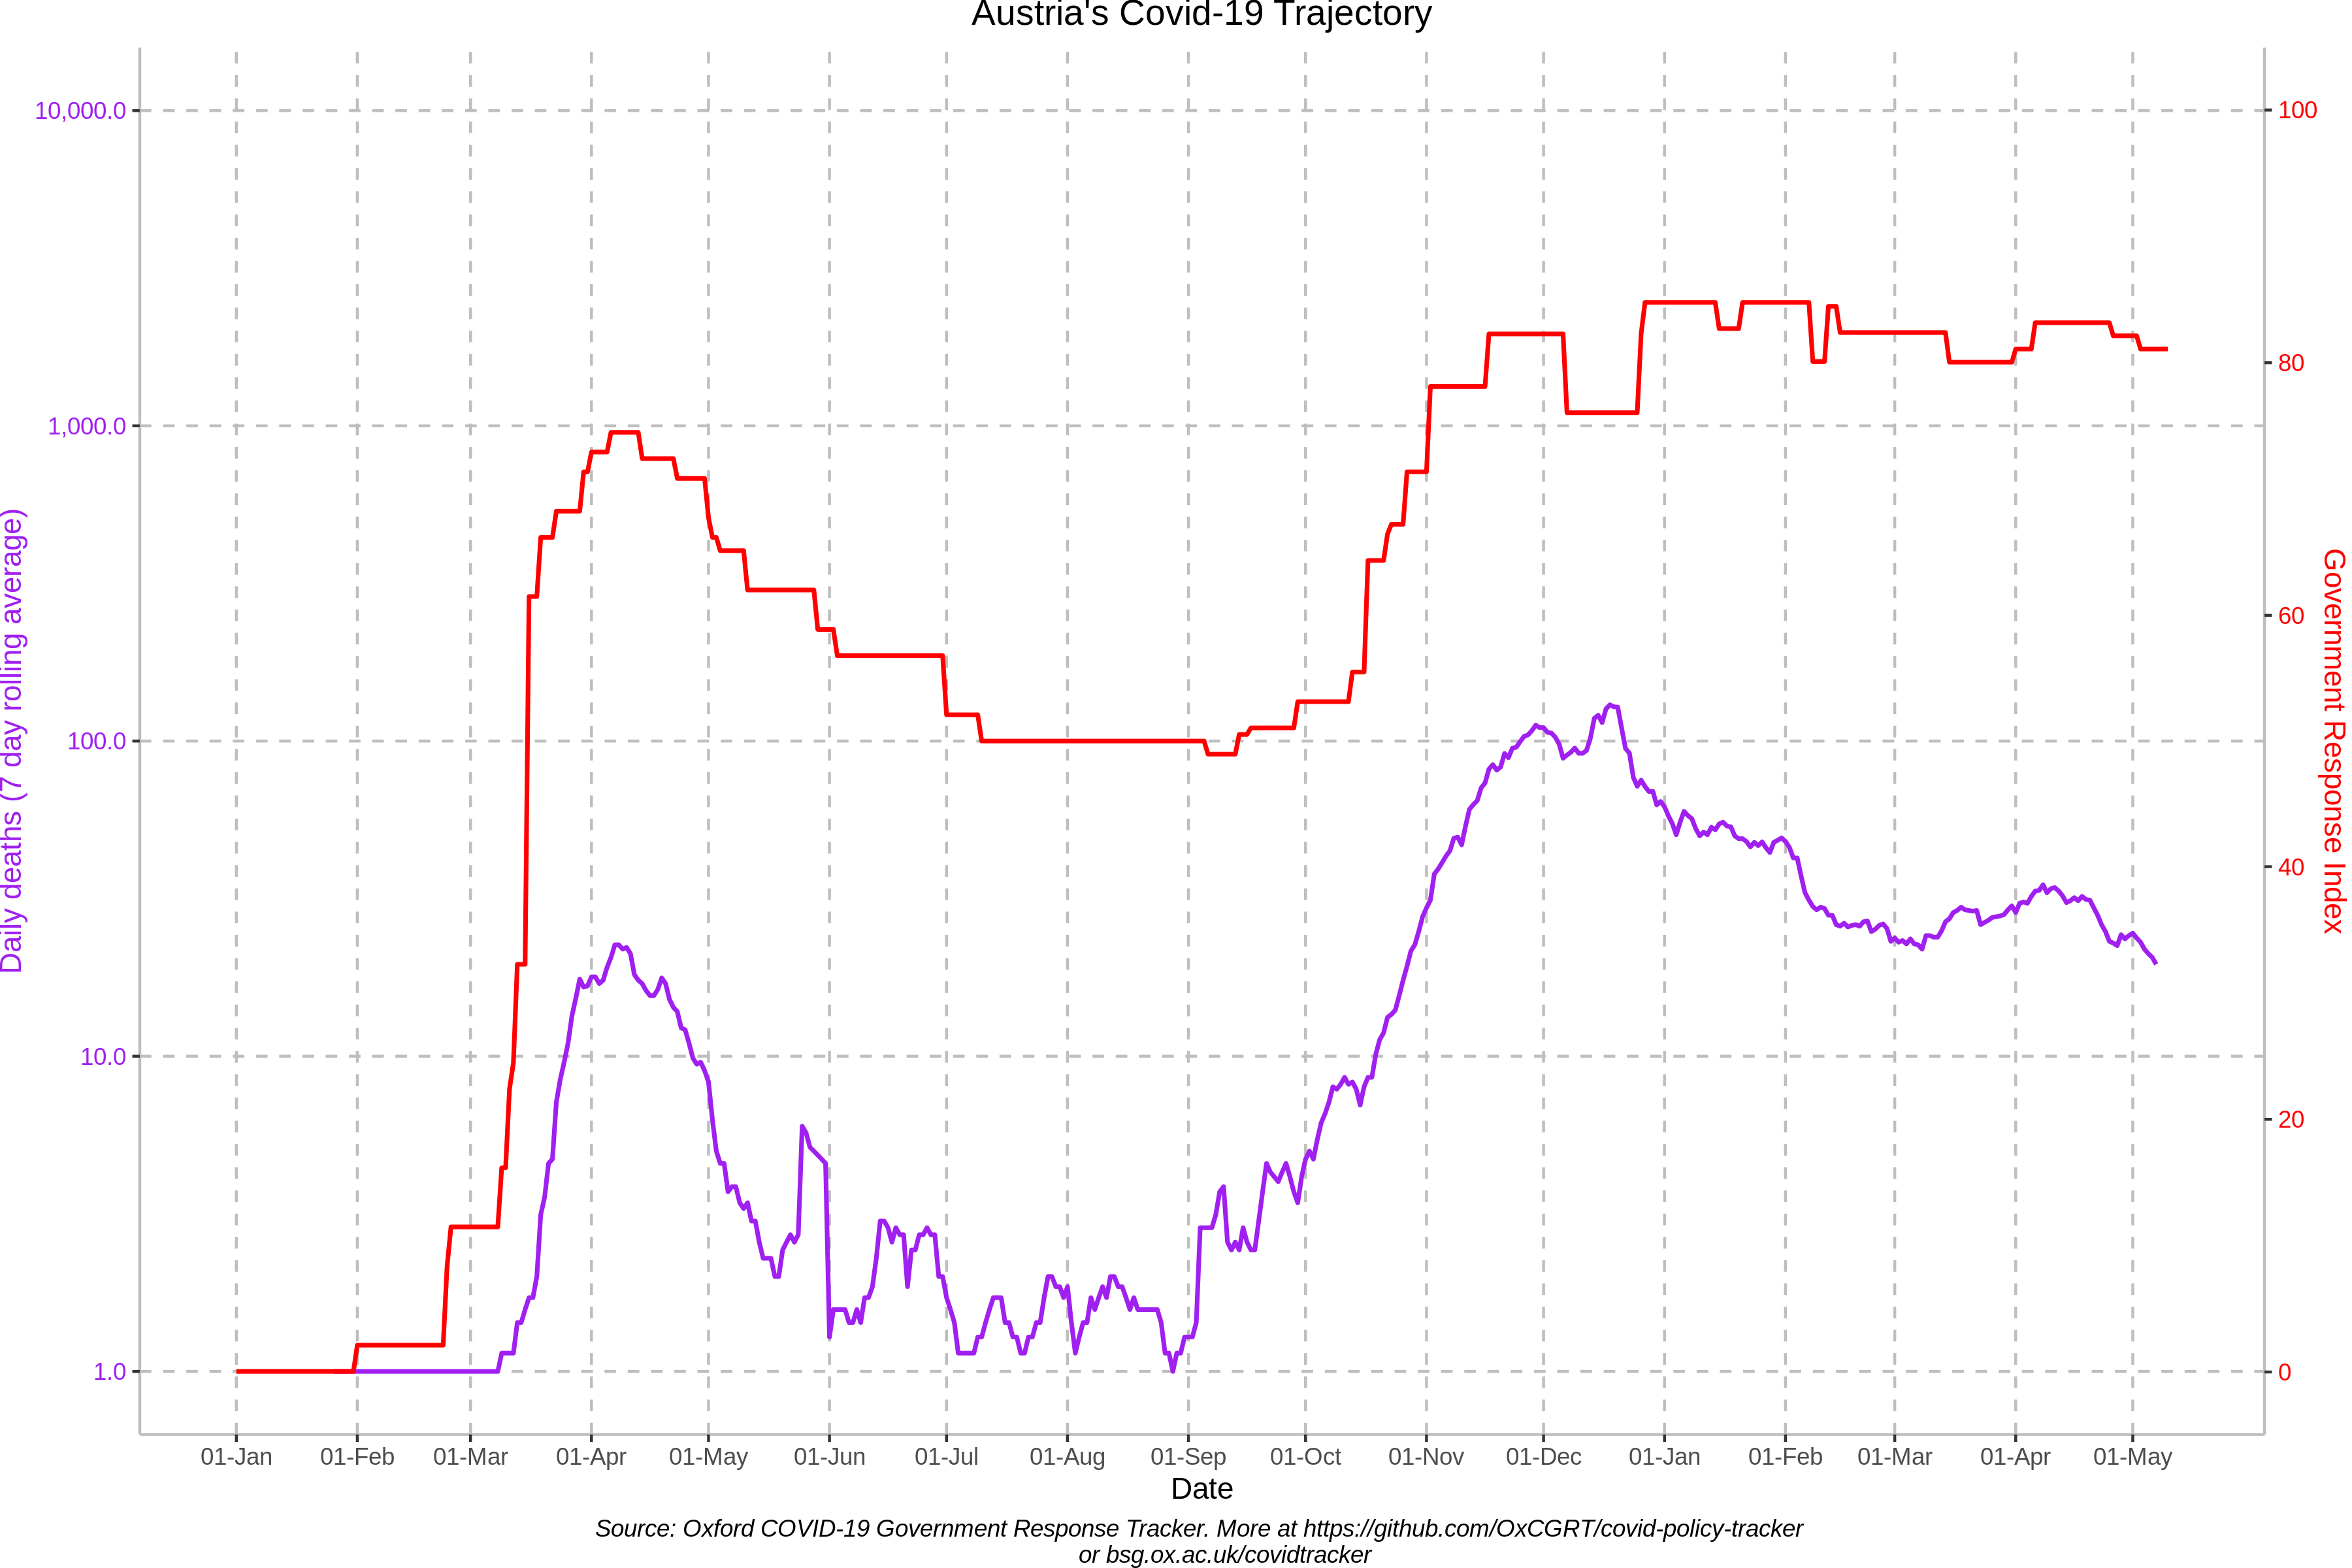 Austria's Covid-19 Trajectory
10,000.0
1,000.0
100.0
10.0
1.0
Daily deaths (7 day rolling average)
100
80
60
40
20
0
Government Response Index
01-Jan 01-Feb 01-Mar 01-Apr 01-May 01-Jun 01-Jul 01-Aug 01-Sep 01-Oct 01-Nov 01-Dec 01-Jan 01-Feb 01-Mar 01-Apr 01-May
Date
Source: Oxford COVID-19 Government Response Tracker. More at https://github.com/OxCGRT/covid-policy-tracker
or bsg.ox.ac.uk/covidtracker